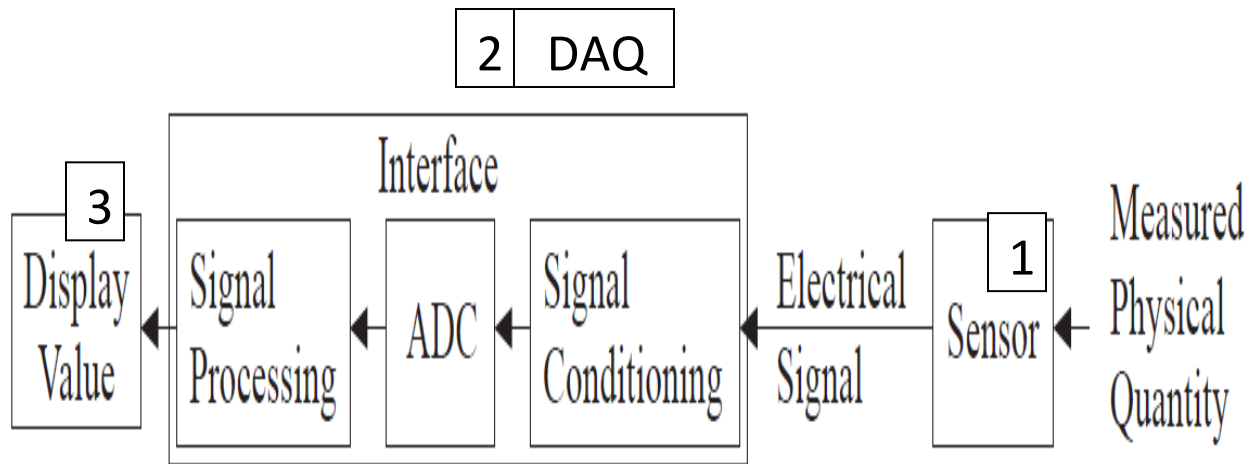 2 DAQ
Interface
3
Display
Value
Signal
Processing
ADC
Signal
Conditioning
Electrical
Signal
1
Sensor
Measured
Physical
Quantity